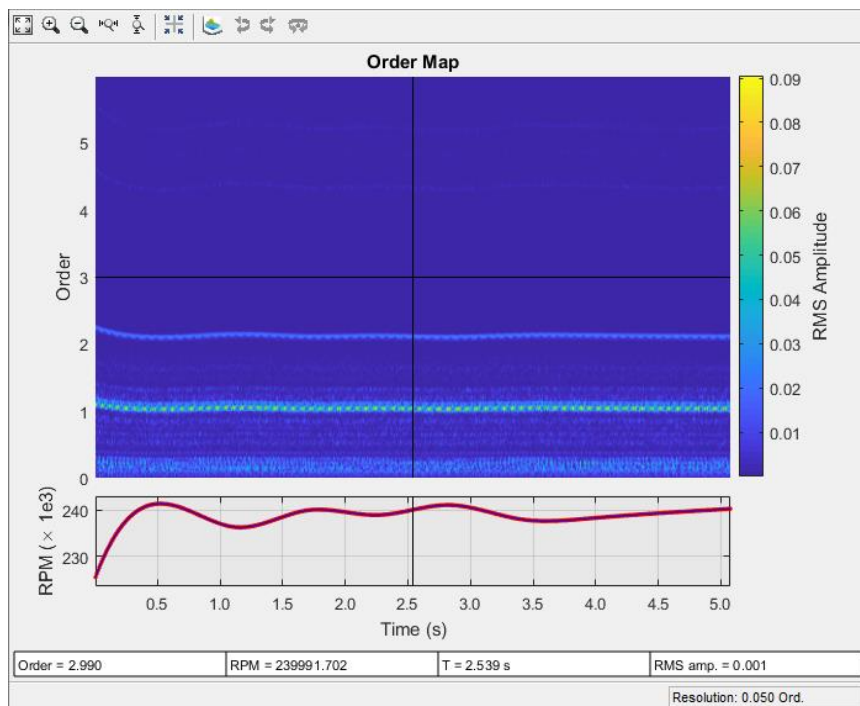 Order Map
0.09
0.08
0.07
0.06
0.05
0.04
0.03
0.02
0.01
RMS Amplitude
5
4
3
2
1
0
Order
240
230
RPM (× 1e3)
0.5 1.0 1.5 2.0 2.5 3.0 3.5 4.0 4.5 5.0
Time (s)
Order = 2.990 RPM = 239991.702 T = 2.539 s RMS amp. = 0.001
Resolution: 0.050 Ord.